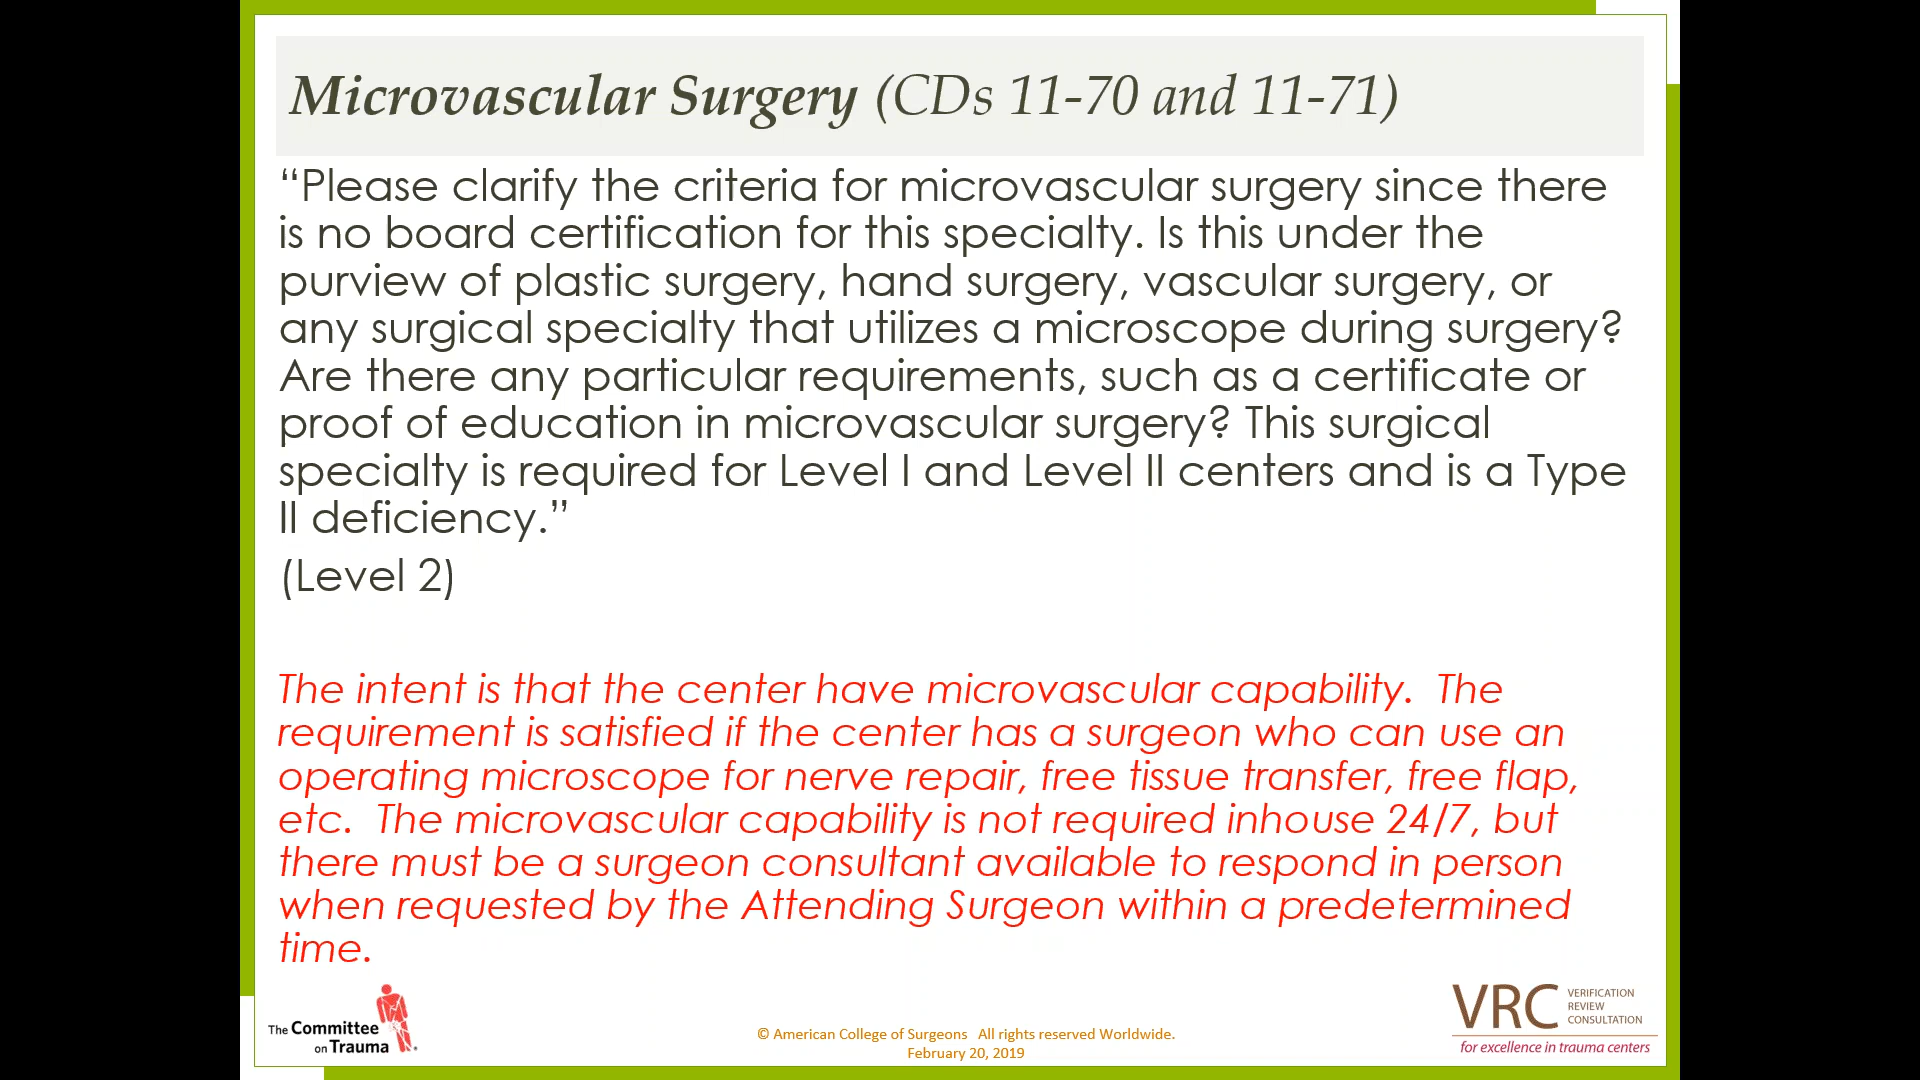 Microvascular Surgery (CDs 11-70 and 11-71)
“Please clarify the criteria for microvascular surgery since there
is no board certification for this specialty. Is this under the
purview of plastic surgery, hand surgery, vascular surgery, or
any surgical specialty that utilizes a microscope during surgery?
Are there any particular requirements, such as a certificate or
proof of education in microvascular surgery? This surgical
specialty is required for Level I and Level II centers and is a Type
II deficiency.”
(Level 2)
The intent is that the center have microvascular capability.  The
requirement is satisfied if the center has a surgeon who can use an
operating microscope for nerve repair, free tissue transfer, free flap,
etc.  The microvascular capability is not required inhouse 24/7, but
there must be a surgeon consultant available to respond in person
when requested by the Attending Surgeon within a predetermined
time.
The Committee
on Trauma
© American College of Surgeons   All rights reserved Worldwide.
February 20, 2019
VRC
VERIFICATION
REVIEW
CONSULTATION
for excellence in trauma centers